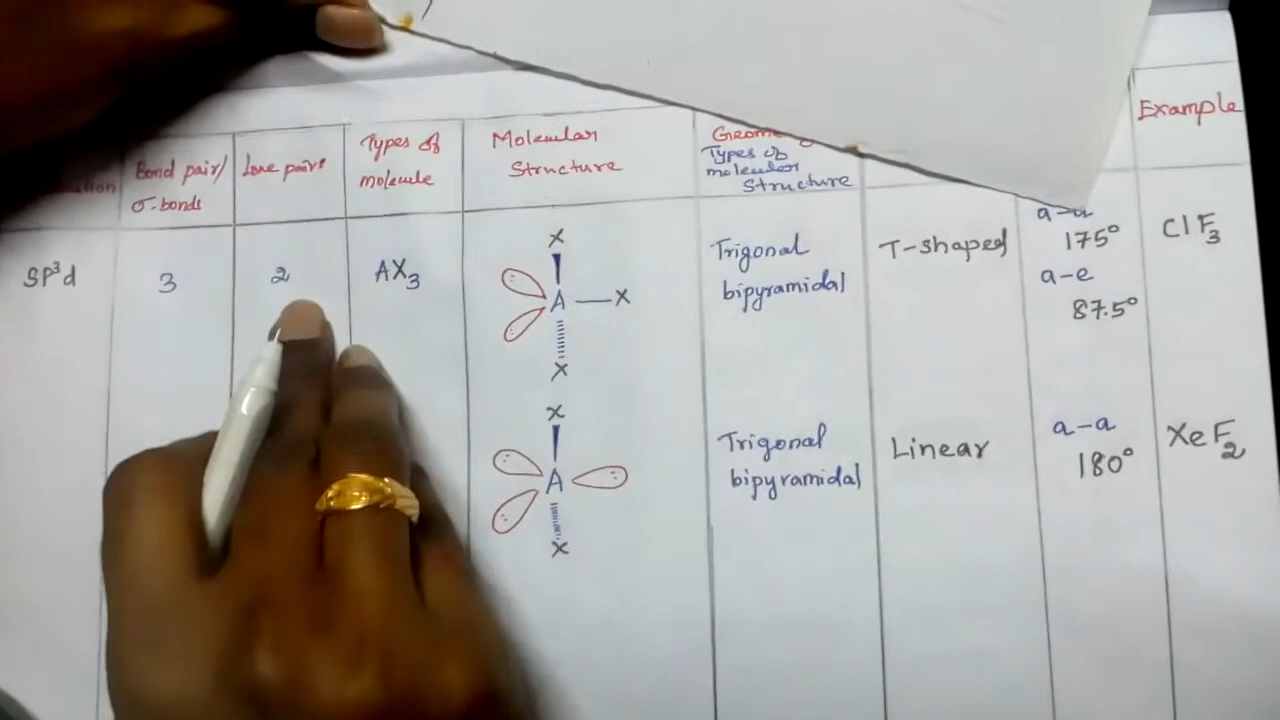 Bond pair/
σ-bonds
Lone pairs
Types of
molecule
Molecular
Structure
Types of
molecular
Structure
Example
SP³d
3
2
AX₃
X
A
X
X
Trigonal
bipyramidal
T-shaped
175°
a-e
87.5°
ClF₃
X
A
X
Trigonal
bipyramidal
Linear
a-a
180°
XeF₂